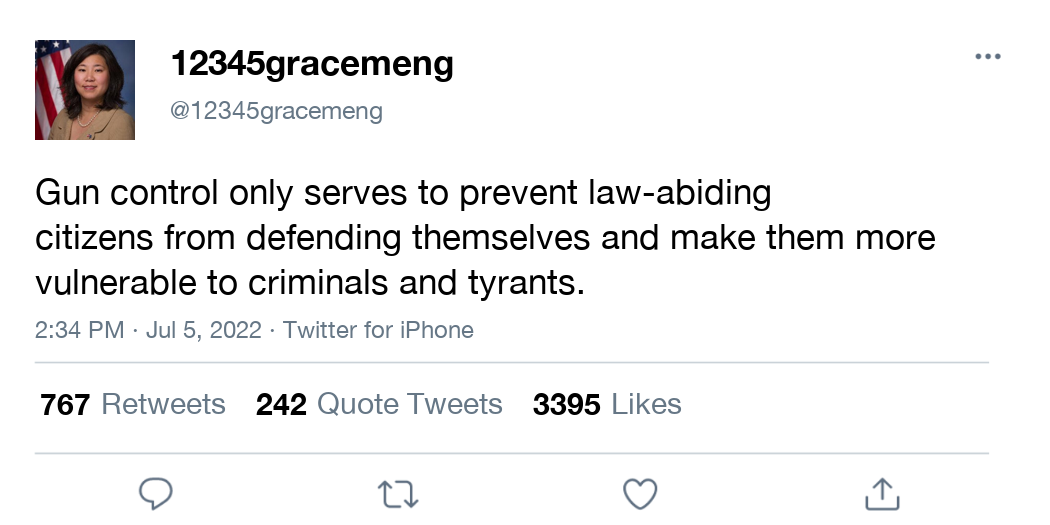 12345gracemeng
@12345gracemeng
Gun control only serves to prevent law-abiding
citizens from defending themselves and make them more
vulnerable to criminals and tyrants.
2:34 PM · Jul 5, 2022 · Twitter for iPhone
767 Retweets 242 Quote Tweets 3395 Likes